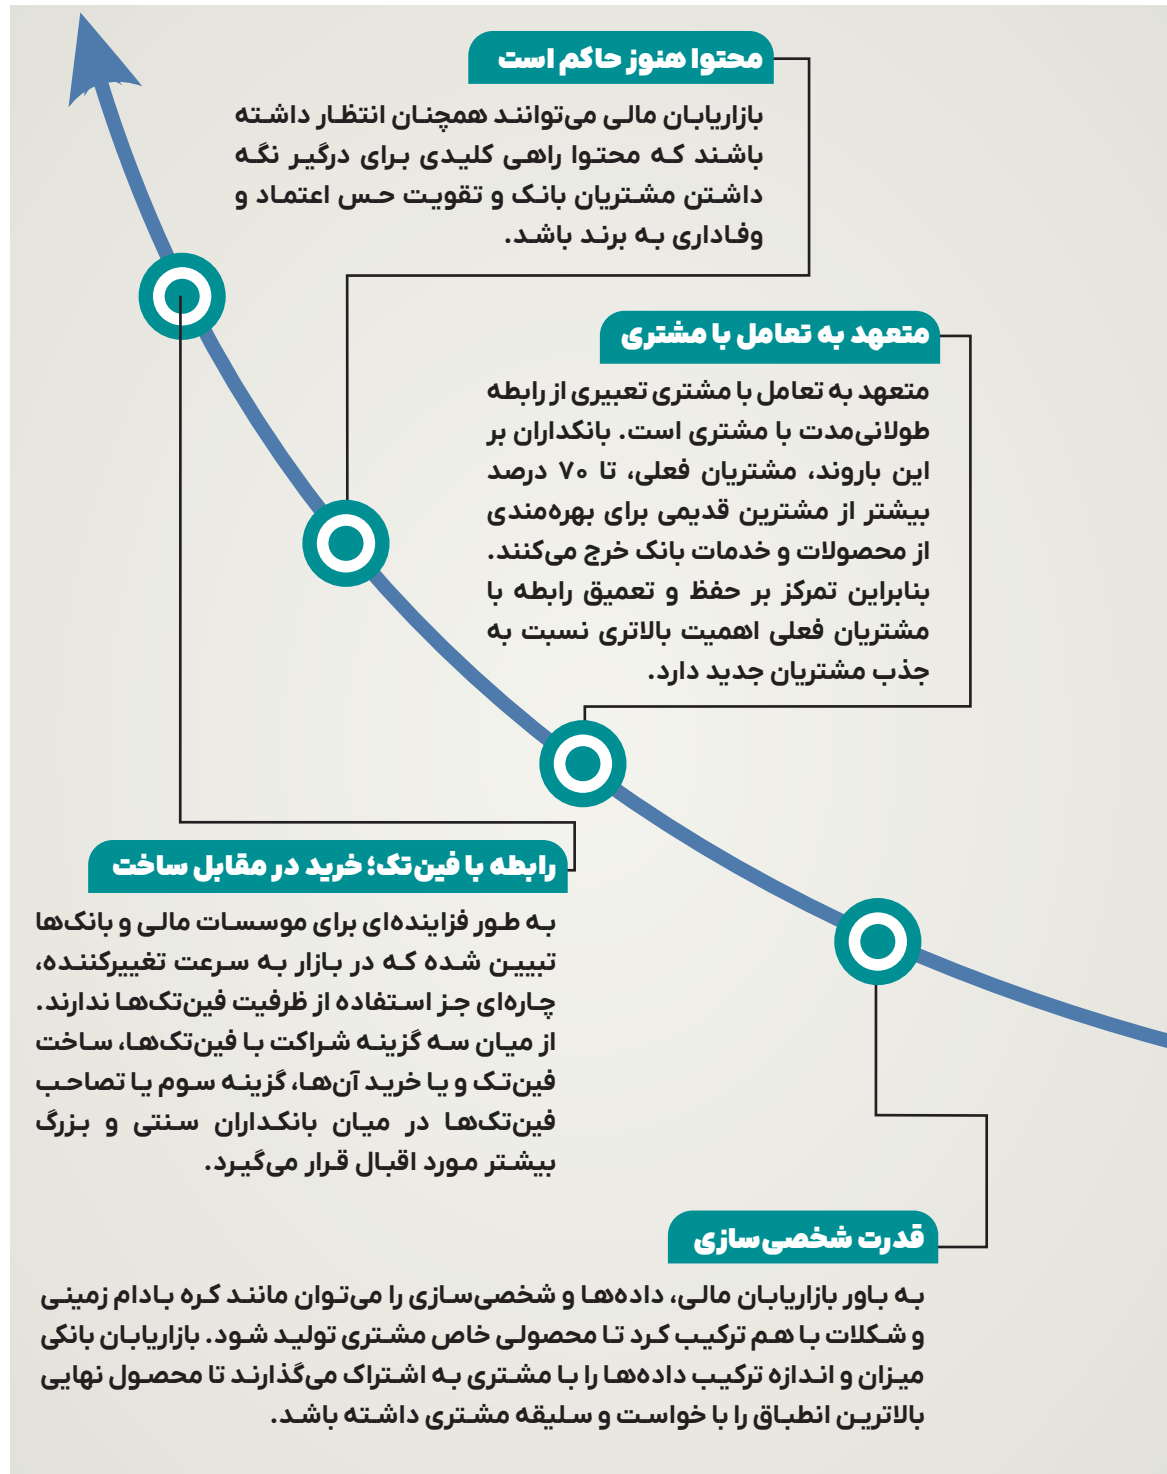 محتوا هنوز حاکم است
بازاریابان مالی می‌توانند همچنان انتظار داشته
باشند که محتوا راهی کلیدی برای درگیر نگه
داشتن مشتریان بانک و تقویت حس اعتماد و
وفاداری به برند باشد.
متعهد به تعامل با مشتری
متعهد به تعامل با مشتری تعبیری از رابطه
طولانی‌مدت با مشتری است. بانکداران بر
این باروند، مشتریان فعلی، تا ۷۰ درصد
بیشتر از مشترین قدیمی برای بهره‌مندی
از محصولات و خدمات بانک خرج می‌کنند.
بنابراین تمرکز بر حفظ و تعمیق رابطه با
مشتریان فعلی اهمیت بالاتری نسبت به
جذب مشتریان جدید دارد.
رابطه با فین‌تک؛ خرید در مقابل ساخت
به طور فزاینده‌ای برای موسسات مالی و بانک‌ها
تبیین شده که در بازار به سرعت تغییرکننده،
چاره‌ای جز استفاده از ظرفیت فین‌تک‌ها ندارند.
از میان سه گزینه شراکت با فین‌تک‌ها، ساخت
فین‌تک و یا خرید آن‌ها، گزینه سوم یا تصاحب
فین‌تک‌ها در میان بانکداران سنتی و بزرگ
بیشتر مورد اقبال قرار می‌گیرد.
قدرت شخصی‌سازی
به باور بازاریابان مالی، داده‌ها و شخصی‌سازی را می‌توان مانند کره بادام زمینی
و شکلات با هم ترکیب کرد تا محصولی خاص مشتری تولید شود. بازاریابان بانکی
میزان و اندازه ترکیب داده‌ها را با مشتری به اشتراک می‌گذارند تا محصول نهایی
بالاترین انطباق را با خواست و سلیقه مشتری داشته باشد.